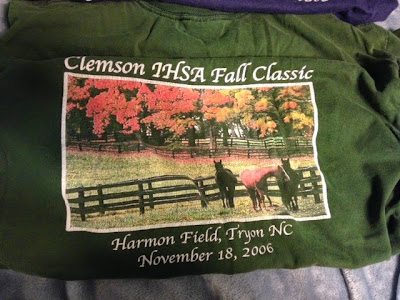 Clemson IHSA Fall Classic
Harmon Field, Tryon NC
November 18, 2006